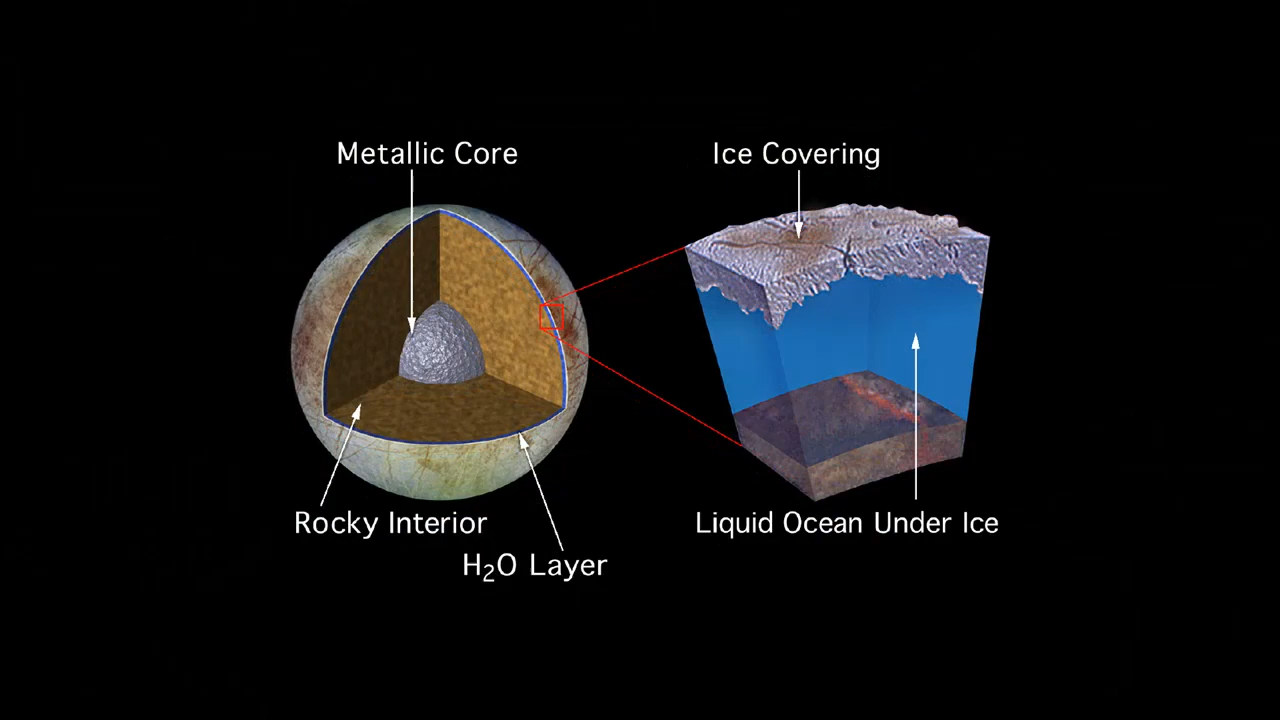 Metallic Core
Ice Covering
Rocky Interior
Liquid Ocean Under Ice
H₂O Layer